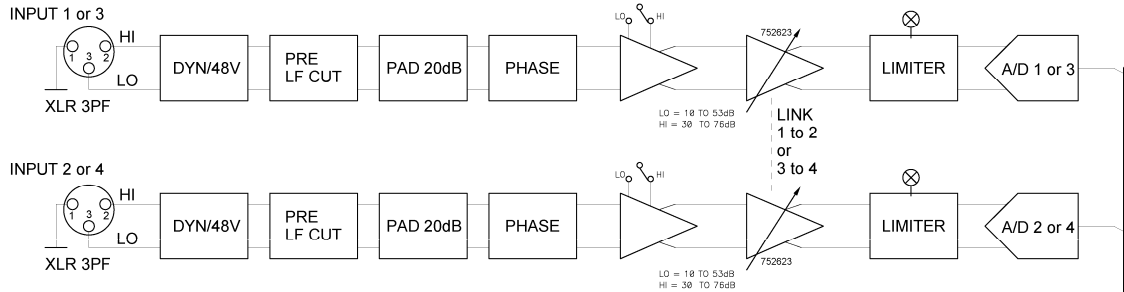 INPUT 1 or 3
HI
1 3 2
LO
XLR 3PF
DYN/48V
PRE
LF CUT
PAD 20dB
PHASE
LO HI
LO = 10 TO 53dB
HI = 30 TO 76dB
752623
LINK
1 to 2
or
3 to 4
LIMITER
A/D 1 or 3
INPUT 2 or 4
HI
1 3 2
LO
XLR 3PF
DYN/48V
PRE
LF CUT
PAD 20dB
PHASE
LO HI
LO = 10 TO 53dB
HI = 30 TO 76dB
752623
LIMITER
A/D 2 or 4